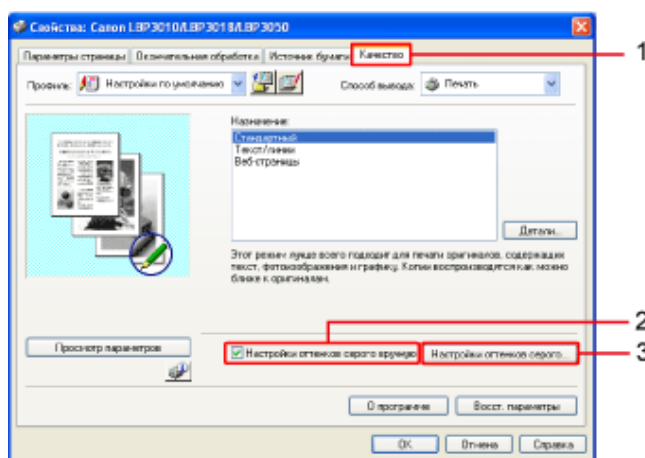 Свойства: Canon LBP3010/LBP3018/LBP3050
Параметры страницы Окончательная обработка Источник бумаги Качество
1
Профиль: Настройки по умолчанию Способ вывода: Печать
Назначение:
Стандартный
Текст/линии
Веб-страницы
Детали...
Этот режим лучше всего подходит для печати оригиналов, содержащих
текст, фотоизображения и графику. Копии воспроизводятся как можно
ближе к оригиналам.
2
Просмотр параметров Настройки оттенков серого вручную Настройки оттенков серого...
3
О программе Восст. параметры
OK Отмена Справка